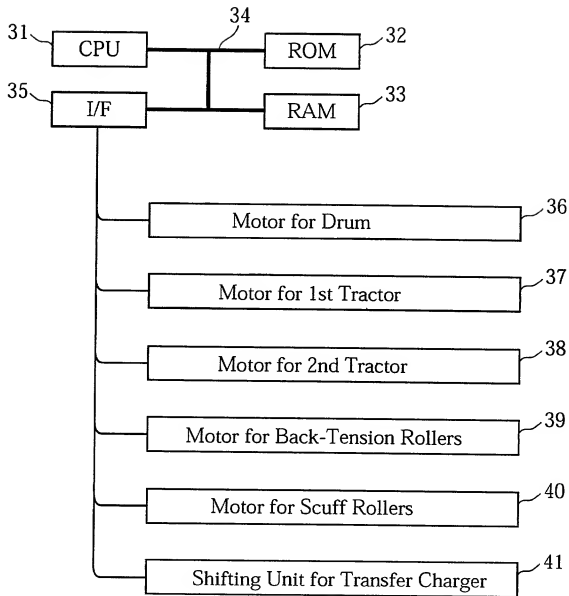 34
31 CPU ROM 32
35 I/F RAM 33
Motor for Drum 36
Motor for 1st Tractor 37
Motor for 2nd Tractor 38
Motor for Back-Tension Rollers 39
Motor for Scuff Rollers 40
Shifting Unit for Transfer Charger 41